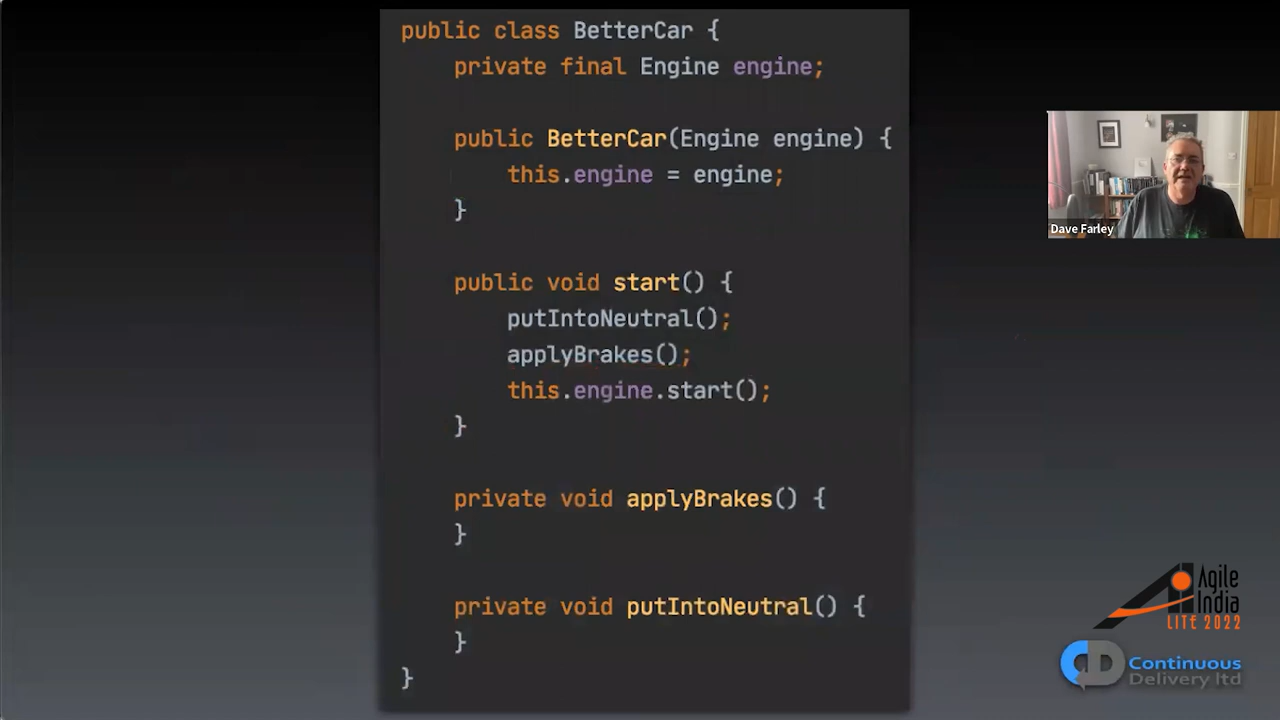 public class BetterCar {
private final Engine engine;
public BetterCar(Engine engine) {
this.engine = engine;
}
public void start() {
putIntoNeutral();
applyBrakes();
this.engine.start();
}
private void applyBrakes() {
}
private void putIntoNeutral() {
}
}
Dave Farley
Agile
India
LITE 2022
CD
Continuous
Delivery ltd